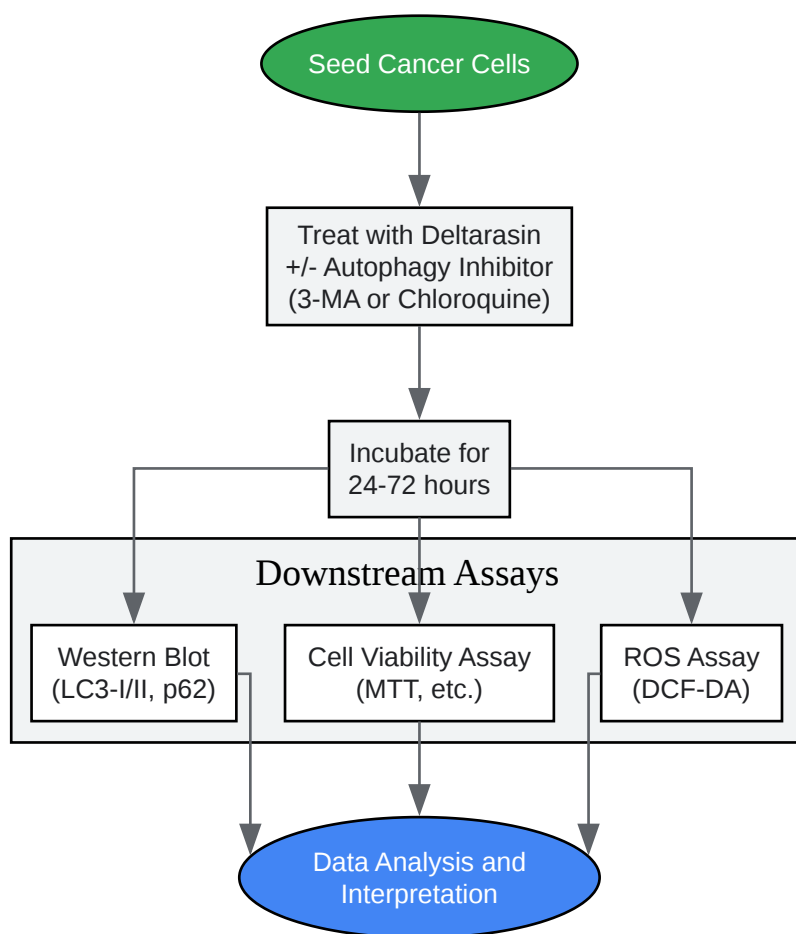 Seed Cancer Cells
Treat with Deltarasin
+/- Autophagy Inhibitor
(3-MA or Chloroquine)
Incubate for
24-72 hours
Downstream Assays
Western Blot
(LC3-I/II, p62)
Cell Viability Assay
(MTT, etc.)
ROS Assay
(DCF-DA)
Data Analysis and
Interpretation